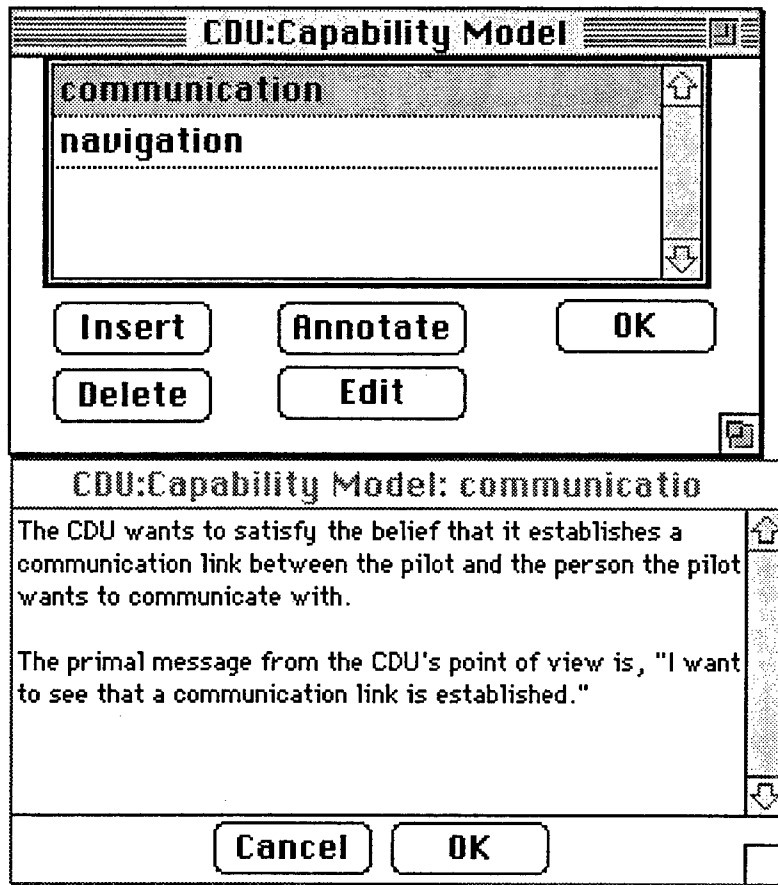 CDU:Capability Model
communication
navigation
Insert
Annotate
OK
Delete
Edit
CDU:Capability Model: communicatio
The CDU wants to satisfy the belief that it establishes a
communication link between the pilot and the person the pilot
wants to communicate with.
The primal message from the CDU's point of view is, "I want
to see that a communication link is established."
Cancel
OK